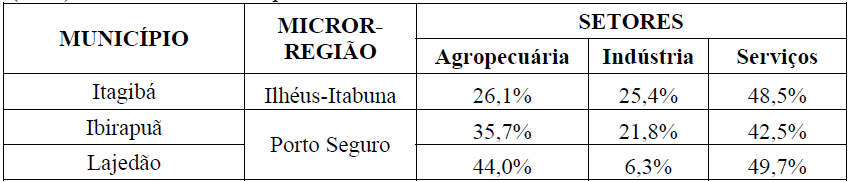 MUNICÍPIO MICROR-REGIÃO SETORES
Agropecuária Indústria Serviços
Itagibá Ilhéus-Itabuna 26,1% 25,4% 48,5%
Ibirapuã Porto Seguro 35,7% 21,8% 42,5%
Lajedão 44,0% 6,3% 49,7%